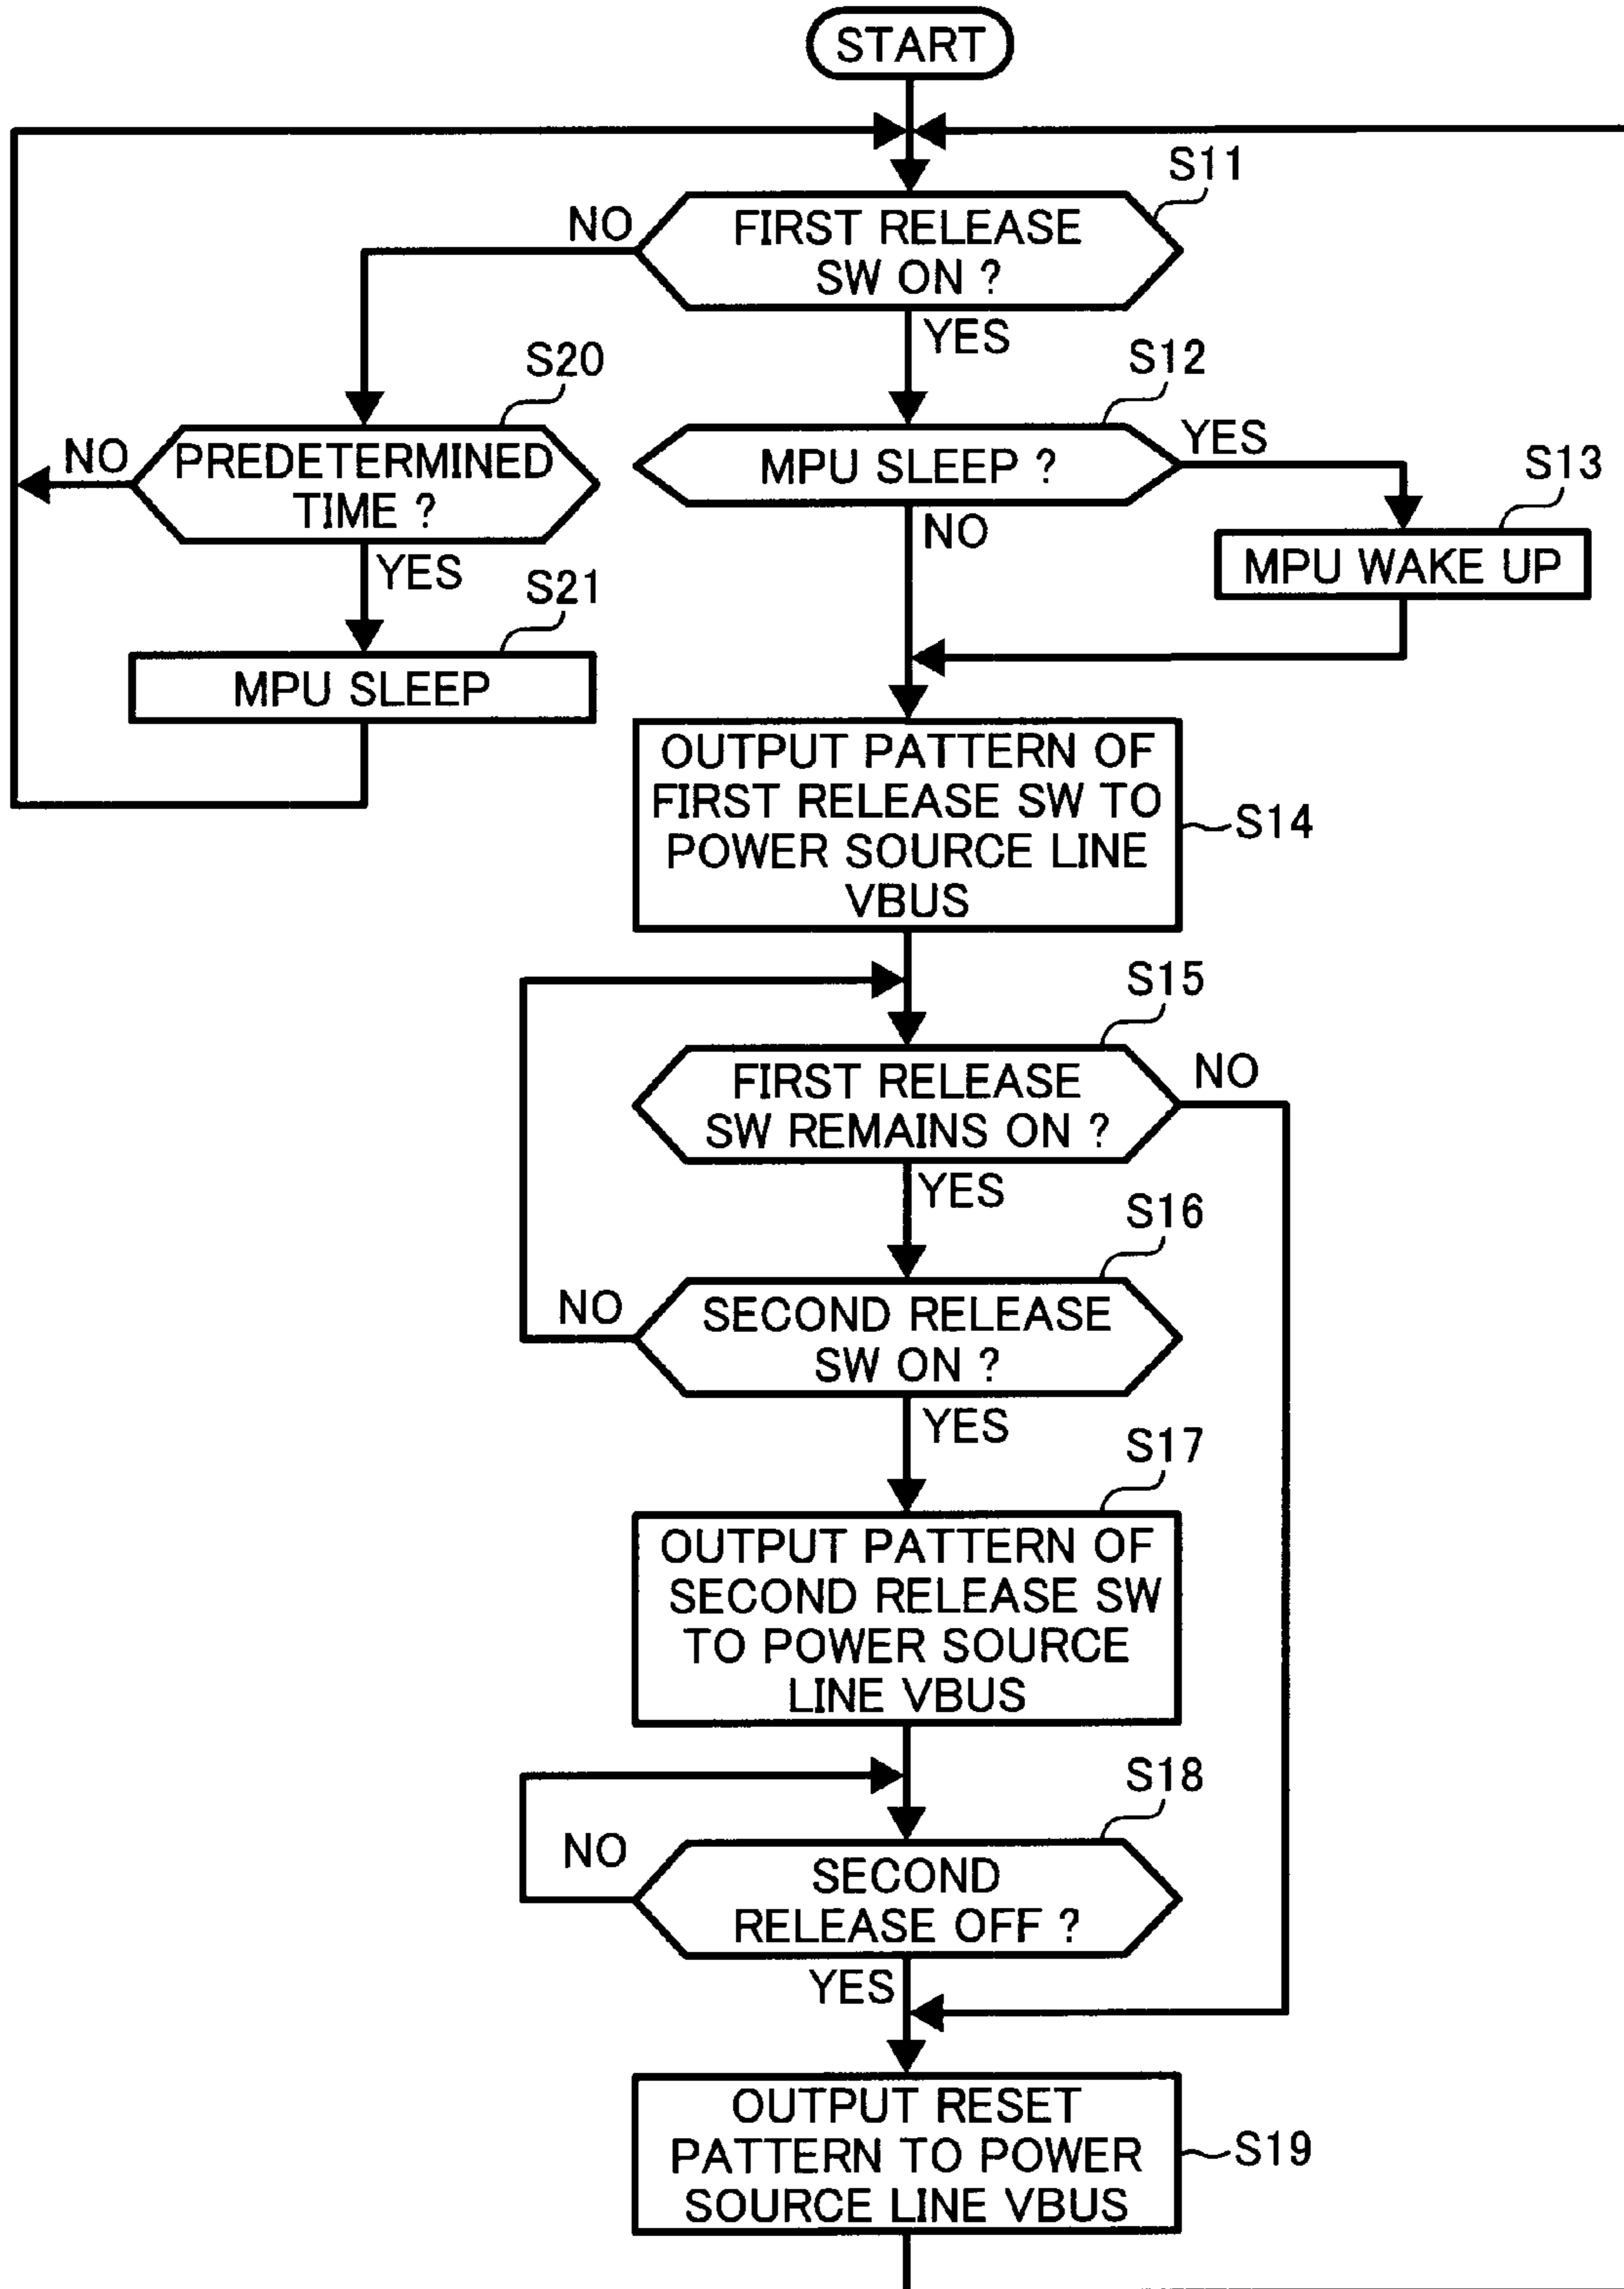 START
S11
NO
FIRST RELEASE
SW ON ?
YES
S20
S12
NO
PREDETERMINED
TIME ?
MPU SLEEP ?
YES
S13
NO
MPU WAKE UP
YES
S21
MPU SLEEP
OUTPUT PATTERN OF
FIRST RELEASE SW TO
POWER SOURCE LINE
VBUS
S14
S15
FIRST RELEASE
SW REMAINS ON ?
NO
YES
S16
NO
SECOND RELEASE
SW ON ?
YES
S17
OUTPUT PATTERN OF
SECOND RELEASE SW
TO POWER SOURCE
LINE VBUS
S18
NO
SECOND
RELEASE OFF ?
YES
OUTPUT RESET
PATTERN TO POWER
SOURCE LINE VBUS
S19